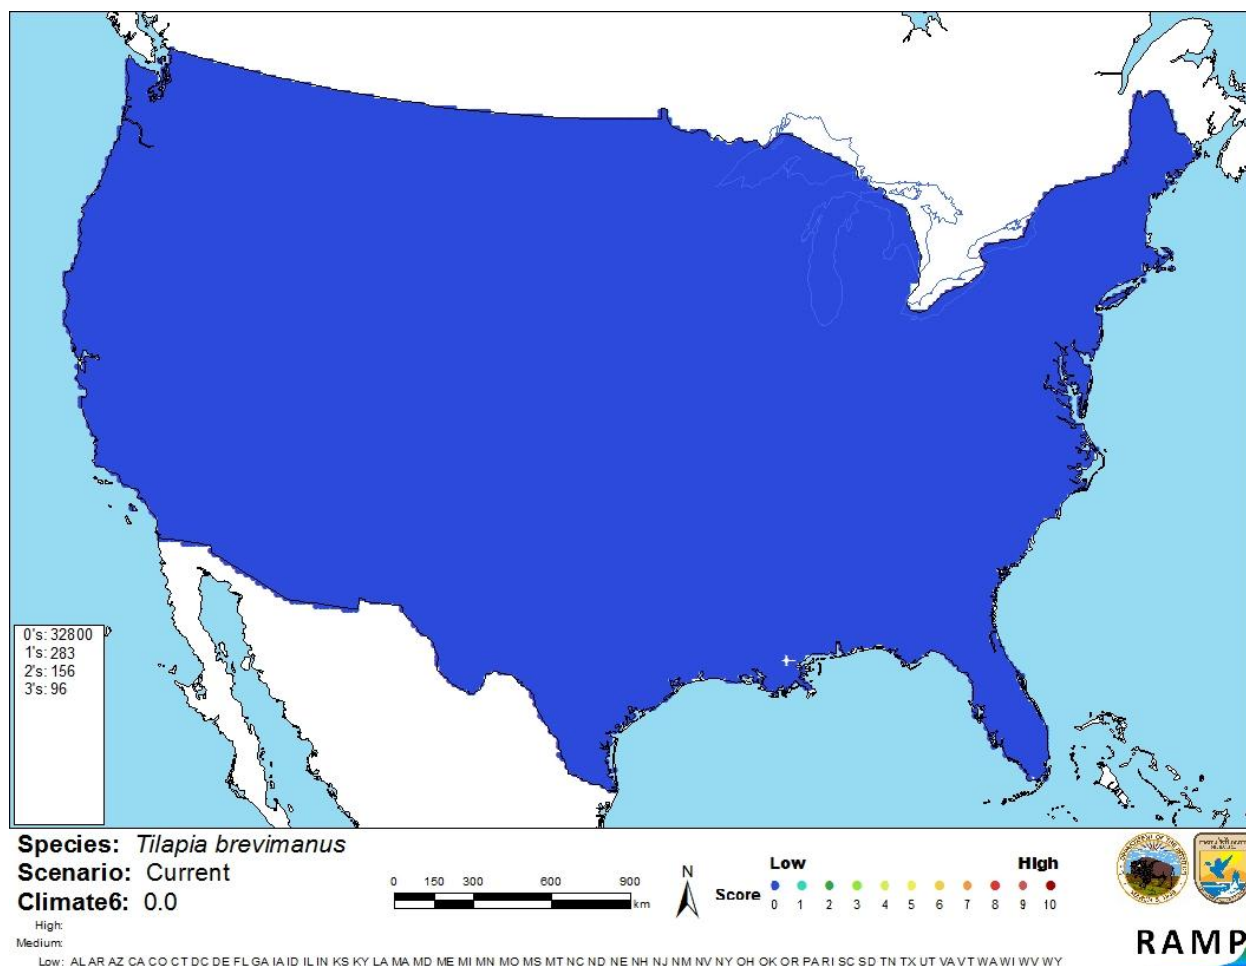 0's: 32800
1's: 283
2's: 156
3's: 96
Species: Tilapia brevimanus
Scenario: Current
Climate6: 0.0
High:
Medium:
Low: AL AR AZ CA CO CT DC DE FL GA IA ID IL IN KS KY LA MA MD ME MI MN MO MS MT NC ND NE NH NJ NM NV NY OH OK OR PA RI SC SD TN TX UT VA VT WA WI WV WY
0 150 300 600 900
km
N
Low High
Score
0 1 2 3 4 5 6 7 8 9 10
RAMP